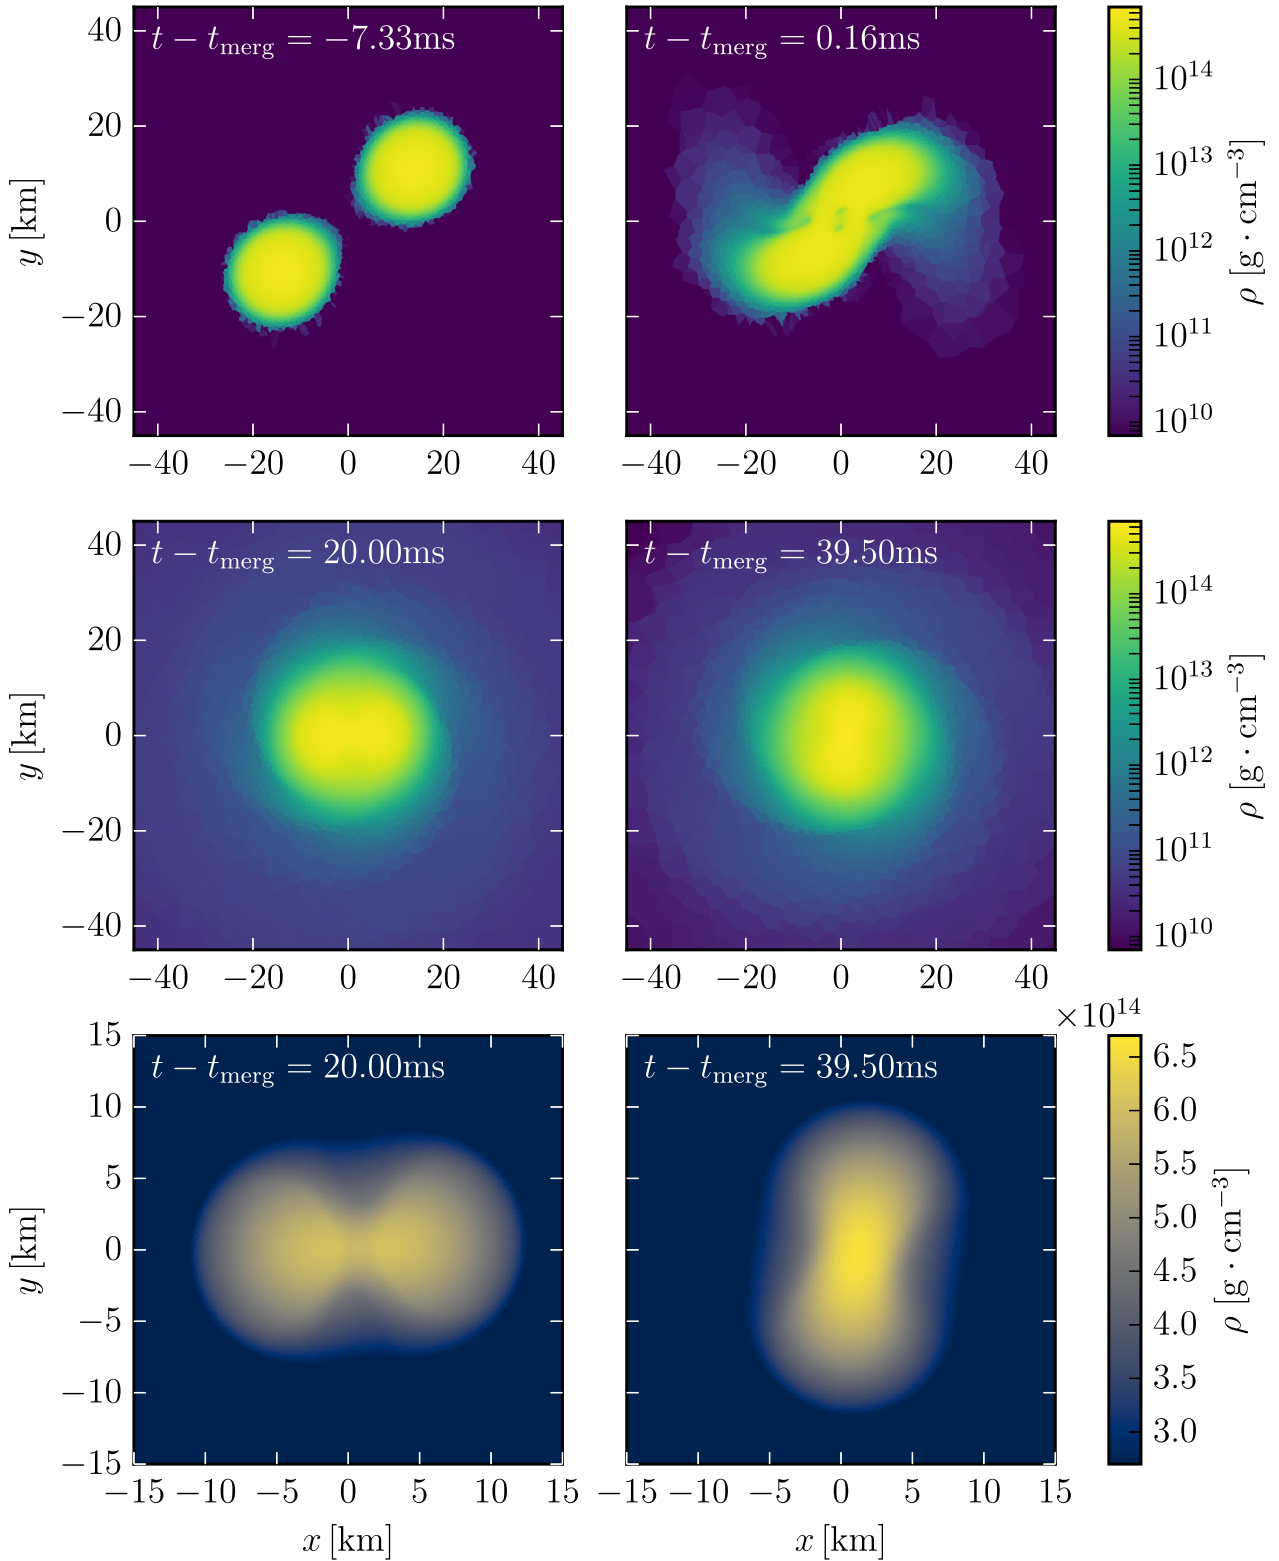 t − t_merg = −7.33ms
t − t_merg = 0.16ms
40
20
0
−20
−40
y [km]
−40 −20 0 20 40
−40 −20 0 20 40
10^14
10^13
10^12
10^11
10^10
ρ [g · cm^−3]
t − t_merg = 20.00ms
t − t_merg = 39.50ms
40
20
0
−20
−40
y [km]
−40 −20 0 20 40
−40 −20 0 20 40
10^14
10^13
10^12
10^11
10^10
ρ [g · cm^−3]
×10^14
t − t_merg = 20.00ms
t − t_merg = 39.50ms
15
10
5
0
−5
−10
−15
y [km]
−15 −10 −5 0 5 10 15
−15 −10 −5 0 5 10 15
x [km]
x [km]
6.5
6.0
5.5
5.0
4.5
4.0
3.5
3.0
ρ [g · cm^−3]